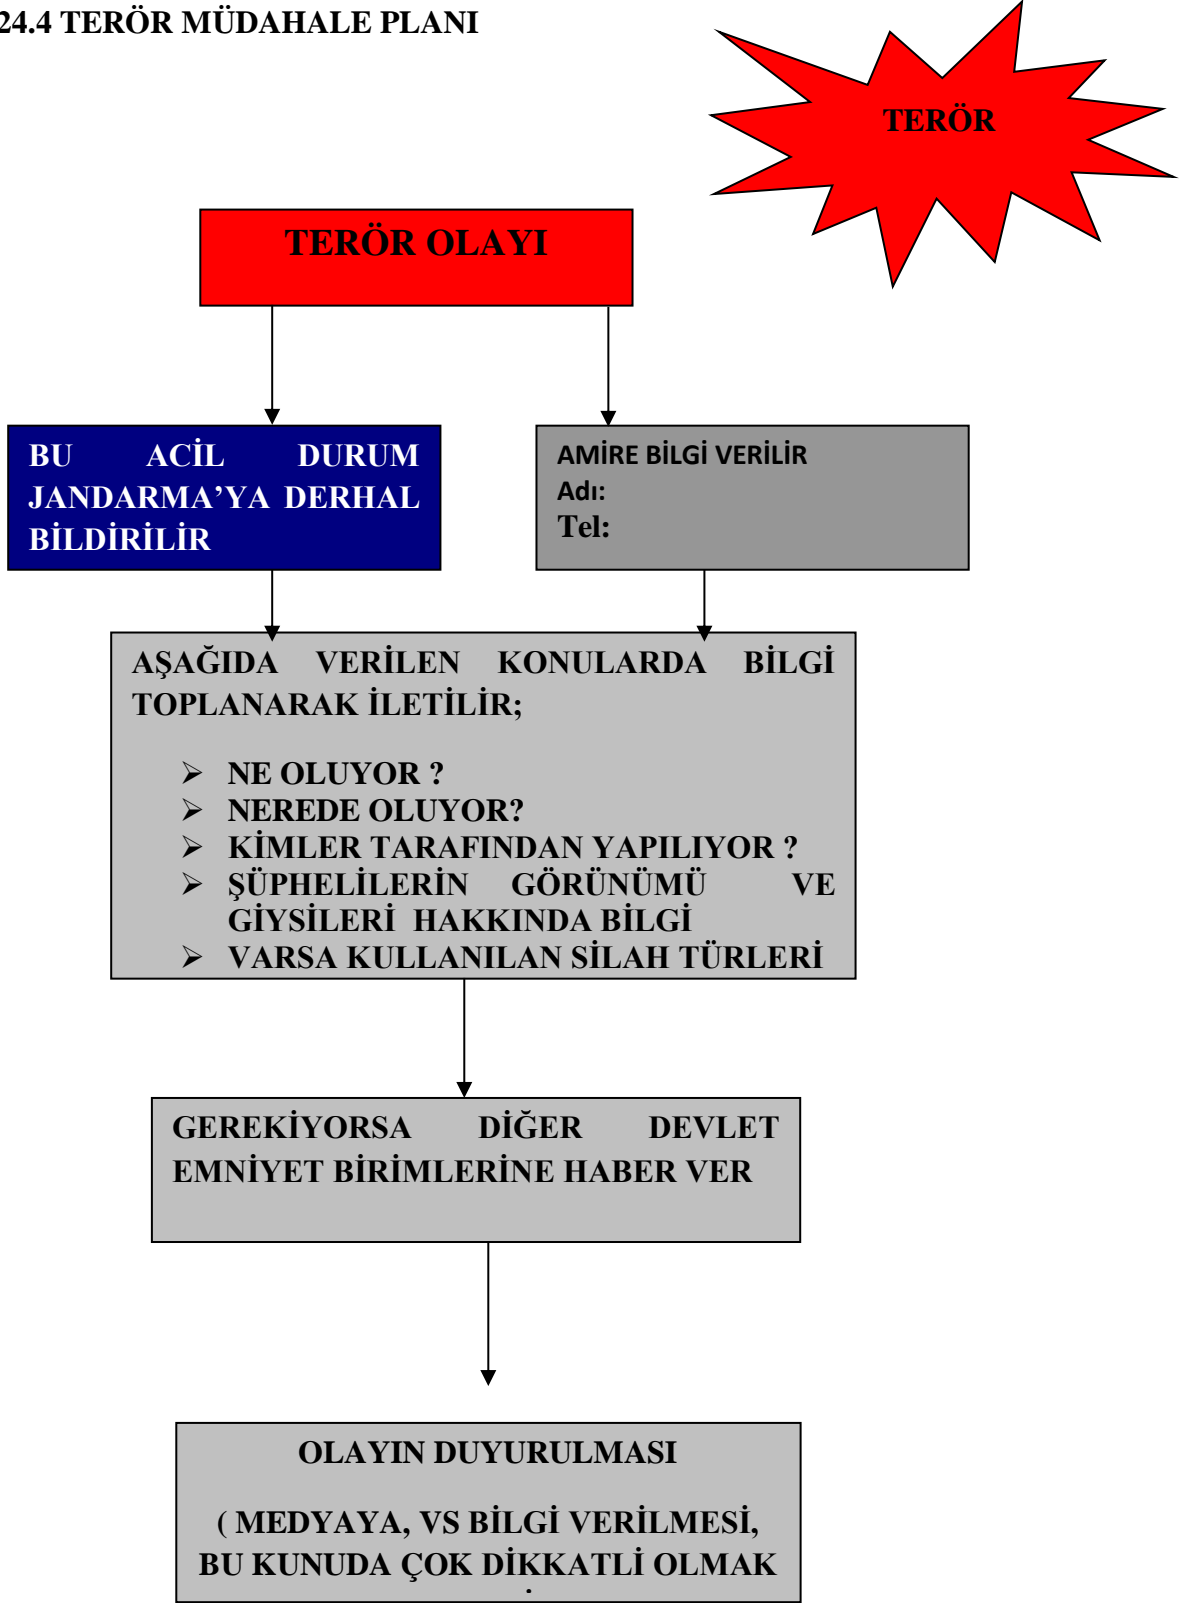 24.4 TERÖR MÜDAHALE PLANI
TERÖR
TERÖR OLAYI
BU ACİL DURUM
JANDARMA’YA DERHAL
BİLDİRİLİR
AMİRE BİLGİ VERİLİR
Adı:
Tel:
AŞAĞIDA VERİLEN KONULARDA BİLGİ
TOPLANARAK İLETİLİR;
➢ NE OLUYOR ?
➢ NEREDE OLUYOR?
➢ KİMLER TARAFINDAN YAPILIYOR ?
➢ ŞÜPHELİLERİN GÖRÜNÜMÜ VE
GİYSİLERİ HAKKINDA BİLGİ
➢ VARSA KULLANILAN SİLAH TÜRLERİ
GEREKİYORSA DİĞER DEVLET
EMNİYET BİRİMLERİNE HABER VER
OLAYIN DUYURULMASI
( MEDYAYA, VS BİLGİ VERİLMESİ,
BU KUNUDA ÇOK DİKKATLİ OLMAK